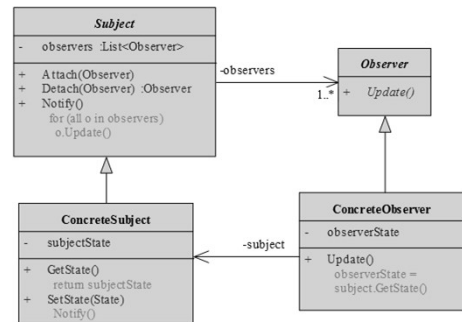 Subject
- observers :List<Observer>
+ Attach(Observer)
+ Detach(Observer) :Observer
+ Notify()
for (all o in observers)
o.Update()
-observers
1..*
Observer
+ Update()
ConcreteSubject
- subjectState
+ GetState()
return subjectState
+ SetState(State)
Notify()
-subject
ConcreteObserver
- observerState
+ Update()
observerState =
subject.GetState()